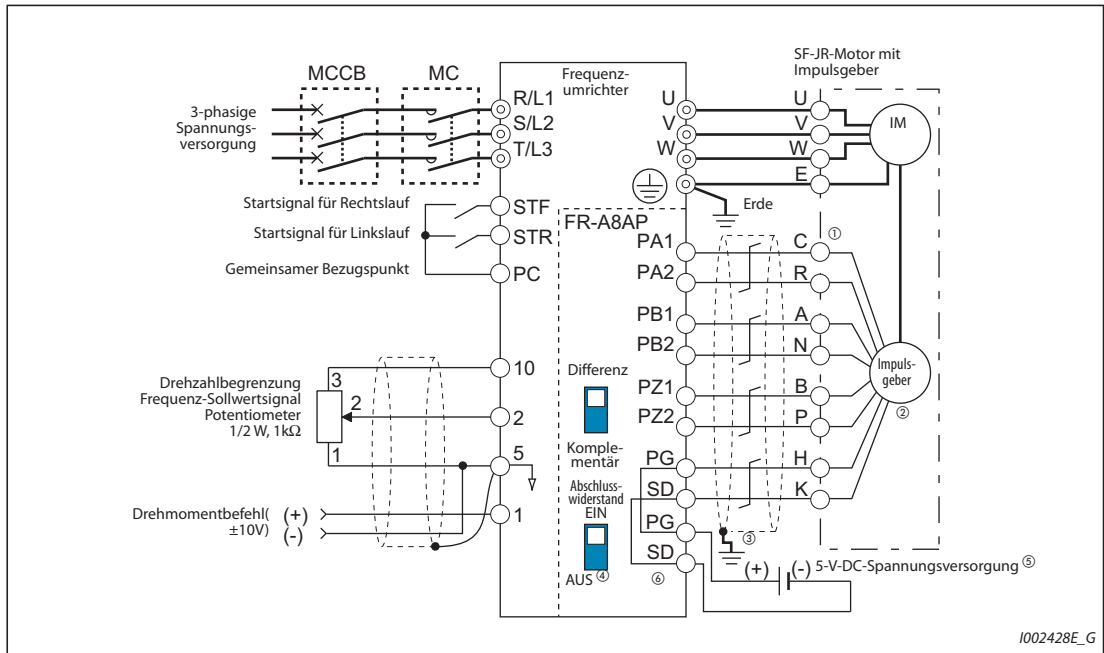 SF-JR-Motor mit
Impulsgeber
MCCB
MC
Frequenz-
umrichter
3-phasige
Spannungs-
versorgung
R/L1
S/L2
T/L3
U
V
W
U
V
W
E
IM
Erde
Startsignal für Rechtslauf
STF
Startsignal für Linkslauf
STR
Gemeinsamer Bezugspunkt
PC
FR-A8AP
PA1
C
①
PA2
R
PB1
A
PB2
N
PZ1
B
PZ2
P
PG
H
SD
K
PG
SD
Impuls-
geber
②
Differenz
Komple-
mentär
Abschluss-
widerstand
EIN
AUS ④
⑥
③
Drehzahlbegrenzung
Frequenz-Sollwertsignal
Potentiometer
1/2 W, 1kΩ
3
2
1
10
2
5
1
Drehmomentbefehl(
±10V)
(+)
(-)
(+)
(-)
5-V-DC-Spannungsversorgung ⑤
I002428E_G